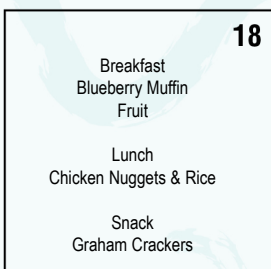 18
Breakfast
Blueberry Muffin
Fruit
Lunch
Chicken Nuggets & Rice
Snack
Graham Crackers